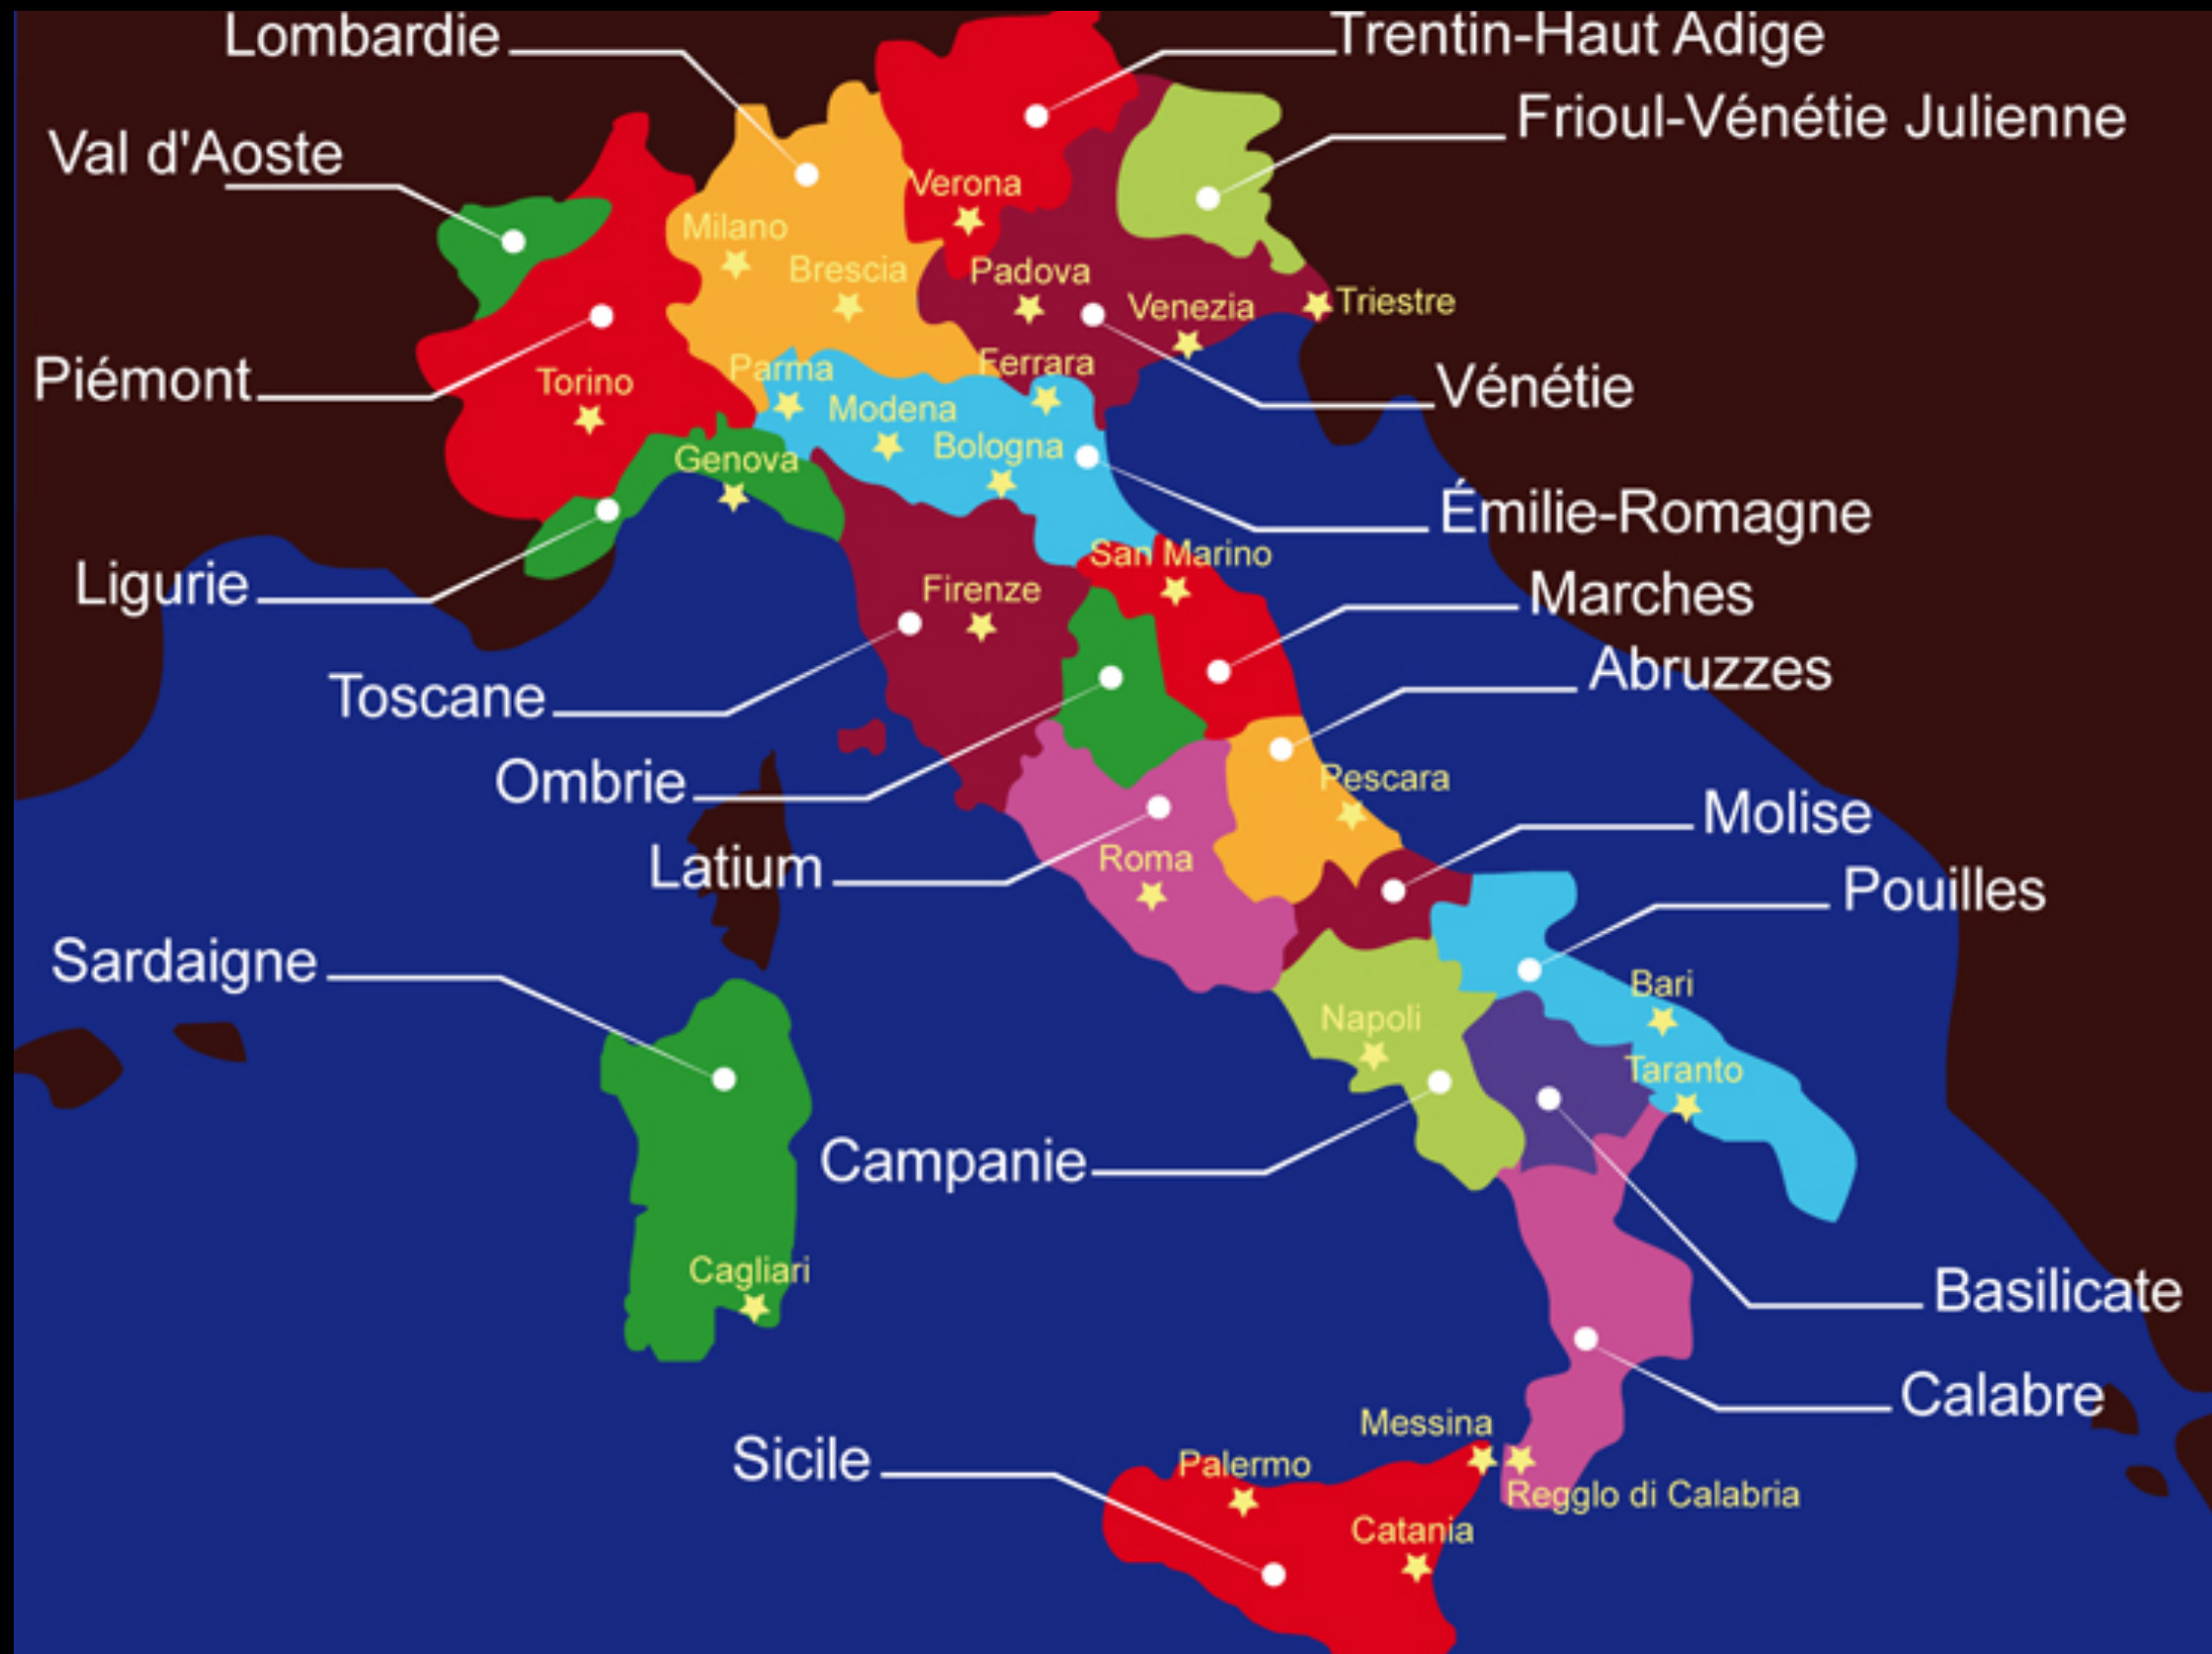 Lombardie
Trentin-Haut Adige
Frioul-Vénétie Julienne
Val d'Aoste
Verona
Milano
Brescia
Padova
Venezia
Triestre
Piémont
Torino
Parma
Ferrara
Vénétie
Modena
Bologna
Genova
Émilie-Romagne
San Marino
Ligurie
Firenze
Marches
Toscane
Abruzzes
Ombrie
Pescara
Molise
Latium
Roma
Pouilles
Sardaigne
Bari
Napoli
Taranto
Campanie
Cagliari
Basilicate
Calabre
Messina
Sicile
Palermo
Regglo di Calabria
Catania